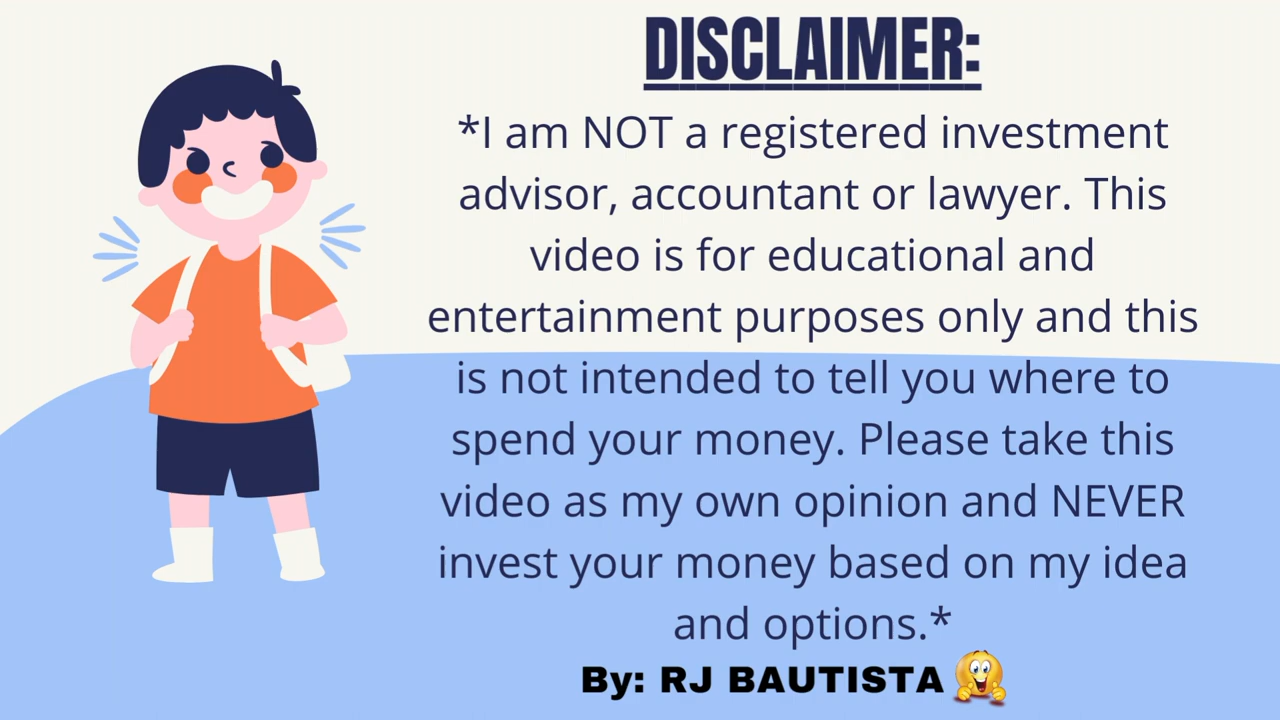 DISCLAIMER:
*I am NOT a registered investment
advisor, accountant or lawyer. This
video is for educational and
entertainment purposes only and this
is not intended to tell you where to
spend your money. Please take this
video as my own opinion and NEVER
invest your money based on my idea
and options.*
By: RJ BAUTISTA